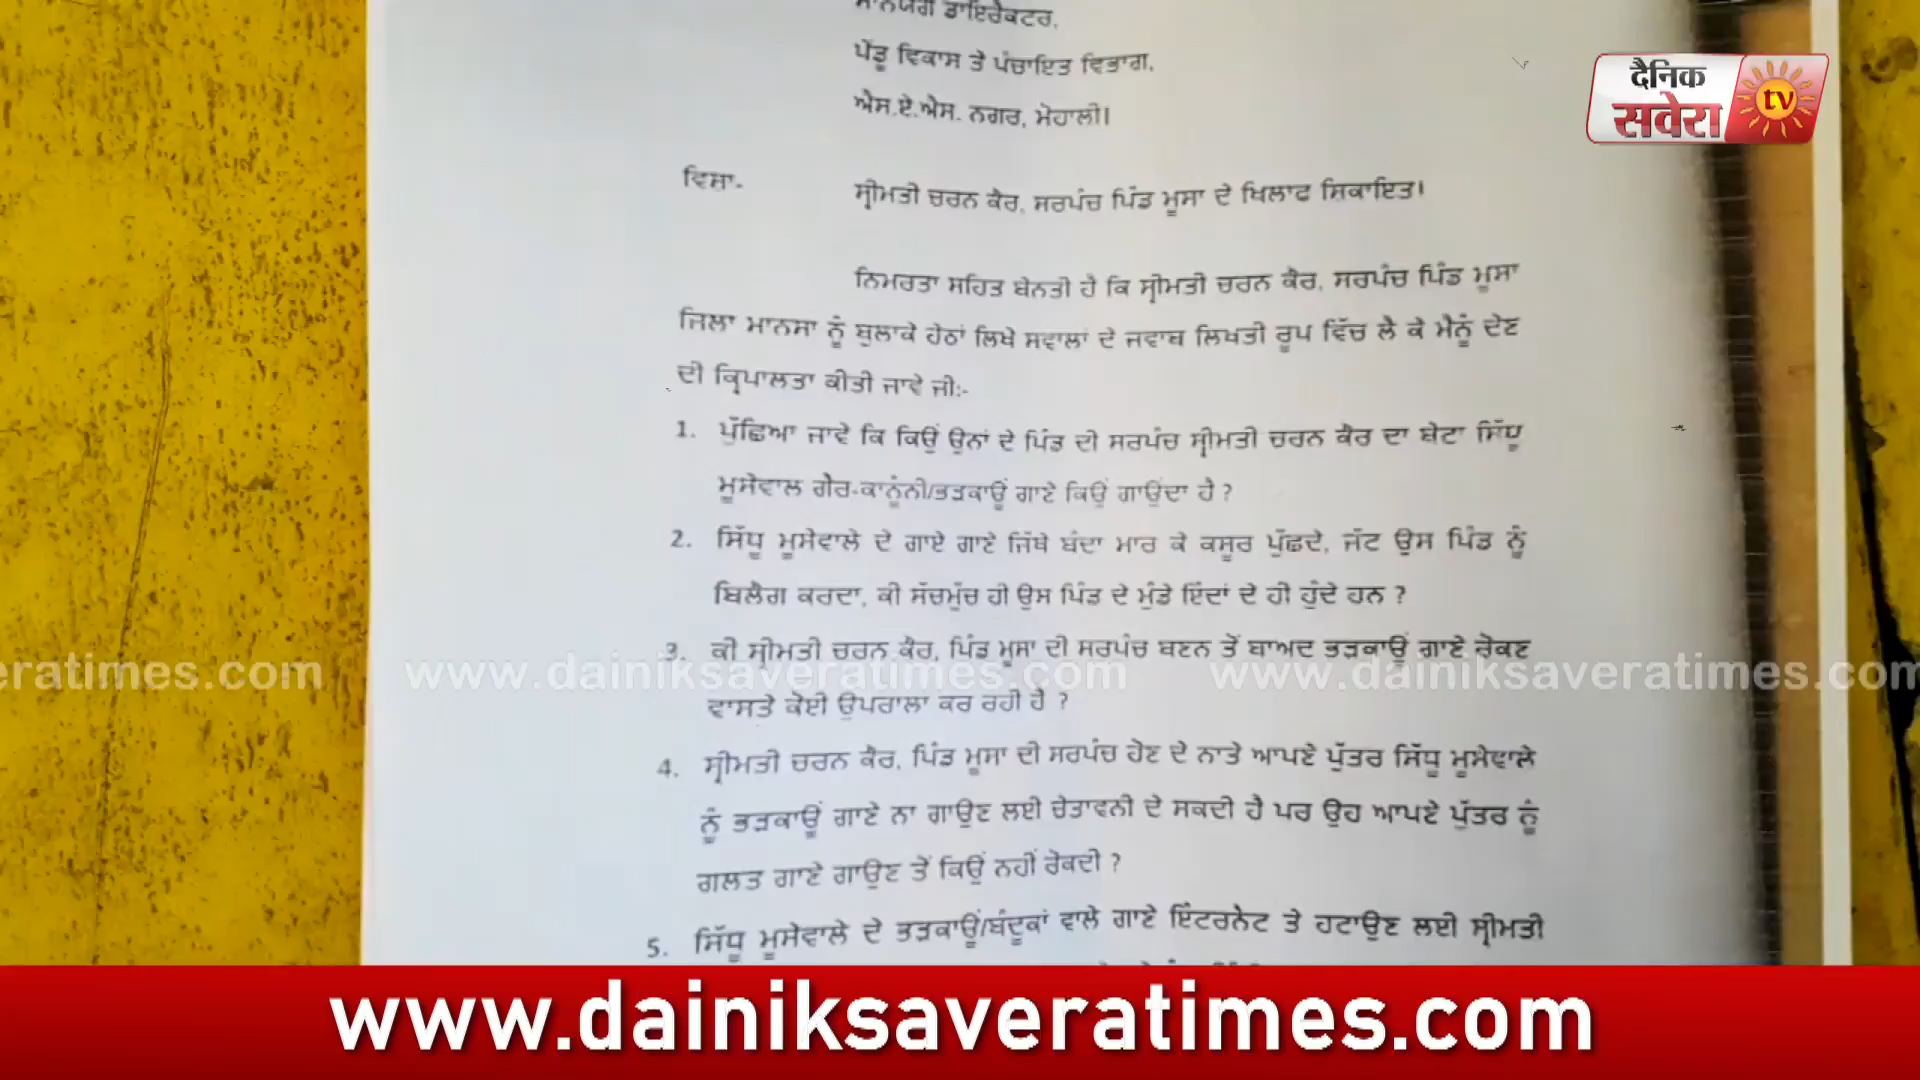 ਮਾਨਯੋਗ ਡਾਇਰੈਕਟਰ,
ਪੇਂਡੂ ਵਿਕਾਸ ਤੇ ਪੰਚਾਇਤ ਵਿਭਾਗ,
ਐਸ.ਏ.ਐਸ. ਨਗਰ, ਮੋਹਾਲੀ।
दैनिक
सवेरा
tv
ਵਿਸ਼ਾ- ਸ੍ਰੀਮਤੀ ਚਰਨ ਕੌਰ, ਸਰਪੰਚ ਪਿੰਡ ਮੂਸਾ ਦੇ ਖਿਲਾਫ ਸ਼ਿਕਾਇਤ।
ਨਿਮਰਤਾ ਸਹਿਤ ਬੇਨਤੀ ਹੈ ਕਿ ਸ੍ਰੀਮਤੀ ਚਰਨ ਕੌਰ, ਸਰਪੰਚ ਪਿੰਡ ਮੂਸਾ
ਜਿਲਾ ਮਾਨਸਾ ਨੂੰ ਬੁਲਾਕੇ ਹੇਠਾਂ ਲਿਖੇ ਸਵਾਲਾਂ ਦੇ ਜਵਾਬ ਲਿਖਤੀ ਰੂਪ ਵਿੱਚ ਲੈ ਕੇ ਮੈਨੂੰ ਦੇਣ
ਦੀ ਕ੍ਰਿਪਾਲਤਾ ਕੀਤੀ ਜਾਵੇ ਜੀ:-
1. ਪੁੱਛਿਆ ਜਾਵੇ ਕਿ ਕਿਉਂ ਉਨਾਂ ਦੇ ਪਿੰਡ ਦੀ ਸਰਪੰਚ ਸ੍ਰੀਮਤੀ ਚਰਨ ਕੌਰ ਦਾ ਬੇਟਾ ਸਿੱਧੂ
ਮੂਸੇਵਾਲ ਗੈਰ-ਕਾਨੂੰਨੀ/ਭੜਕਾਊਂ ਗਾਣੇ ਕਿਉਂ ਗਾਉਂਦਾ ਹੈ ?
2. ਸਿੱਧੂ ਮੂਸੇਵਾਲੇ ਦੇ ਗਾਏ ਗਾਣੇ ਜਿੱਥੇ ਬੰਦਾ ਮਾਰ ਕੇ ਕਸੂਰ ਪੁੱਛਦੇ, ਜੱਟ ਉਸ ਪਿੰਡ ਨੂੰ
ਬਿਲੋਂਗ ਕਰਦਾ, ਕੀ ਸੱਚਮੁੱਚ ਹੀ ਉਸ ਪਿੰਡ ਦੇ ਮੁੰਡੇ ਇੱਦਾਂ ਦੇ ਹੀ ਹੁੰਦੇ ਹਨ ?
3. ਕੀ ਸ੍ਰੀਮਤੀ ਚਰਨ ਕੌਰ, ਪਿੰਡ ਮੂਸਾ ਦੀ ਸਰਪੰਚ ਬਣਨ ਤੋਂ ਬਾਅਦ ਭੜਕਾਊਂ ਗਾਣੇ ਰੋਕਣ
eratimes.com www.dainiksaveratimes.com www.dainiksaveratimes.com
ਵਾਸਤੇ ਕੋਈ ਉਪਰਾਲਾ ਕਰ ਰਹੀ ਹੈ ?
4. ਸ੍ਰੀਮਤੀ ਚਰਨ ਕੌਰ, ਪਿੰਡ ਮੂਸਾ ਦੀ ਸਰਪੰਚ ਹੋਣ ਦੇ ਨਾਤੇ ਆਪਣੇ ਪੁੱਤਰ ਸਿੱਧੂ ਮੂਸੇਵਾਲੇ
ਨੂੰ ਭੜਕਾਊਂ ਗਾਣੇ ਨਾ ਗਾਉਣ ਲਈ ਚੇਤਾਵਨੀ ਦੇ ਸਕਦੀ ਹੈ ਪਰ ਉਹ ਆਪਣੇ ਪੁੱਤਰ ਨੂੰ
ਗਲਤ ਗਾਣੇ ਗਾਉਣ ਤੋਂ ਕਿਉਂ ਨਹੀਂ ਰੋਕਦੀ ?
5. ਸਿੱਧੂ ਮੂਸੇਵਾਲੇ ਦੇ ਭੜਕਾਊਂ/ਬੰਦੂਕਾਂ ਵਾਲੇ ਗਾਣੇ ਇੰਟਰਨੈਟ ਤੇ ਹਟਾਉਣ ਲਈ ਸ੍ਰੀਮਤੀ
www.dainiksaveratimes.com